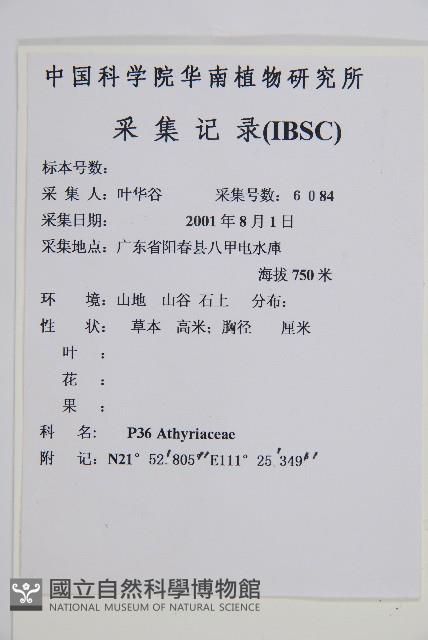 中国科学院华南植物研究所
采集记录(IBSC)
标本号数：
采集人：叶华谷 采集号数：6084
采集日期： 2001年8月1日
采集地点：广东省阳春县八甲电水庫
海拔750米
环境：山地 山谷 石上 分布：
性状： 草本 高米；胸径 厘米
叶：
花：
果：
科名: P36 Athyriaceae
附记：N21° 52.′805″E111° 25.′349″
國立自然科學博物館
NATIONAL MUSEUM OF NATURAL SCIENCE